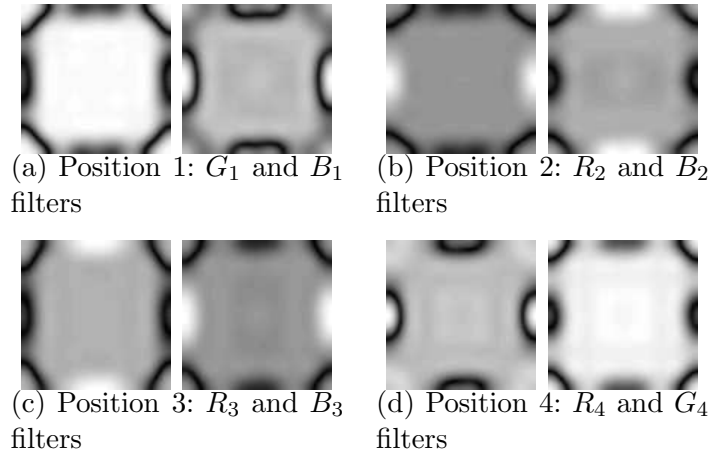 (a) Position 1: G₁ and B₁
filters
(b) Position 2: R₂ and B₂
filters
(c) Position 3: R₃ and B₃
filters
(d) Position 4: R₄ and G₄
filters